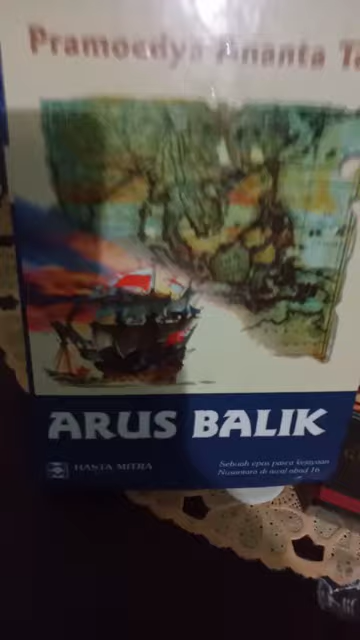 Pramoedya Ananta
ARUS BALIK
HASTA MITRA
Sebuah epos pasca kejayaan
Nusantara di awal abad 16